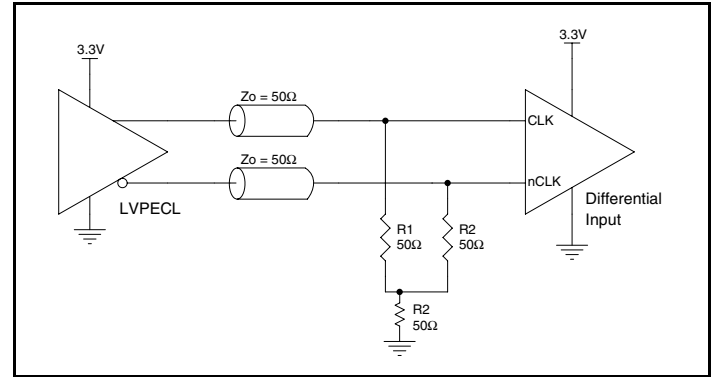 3.3V
3.3V
Zo = 50Ω
CLK
Zo = 50Ω
nCLK
LVPECL
Differential
Input
R1
50Ω
R2
50Ω
R2
50Ω